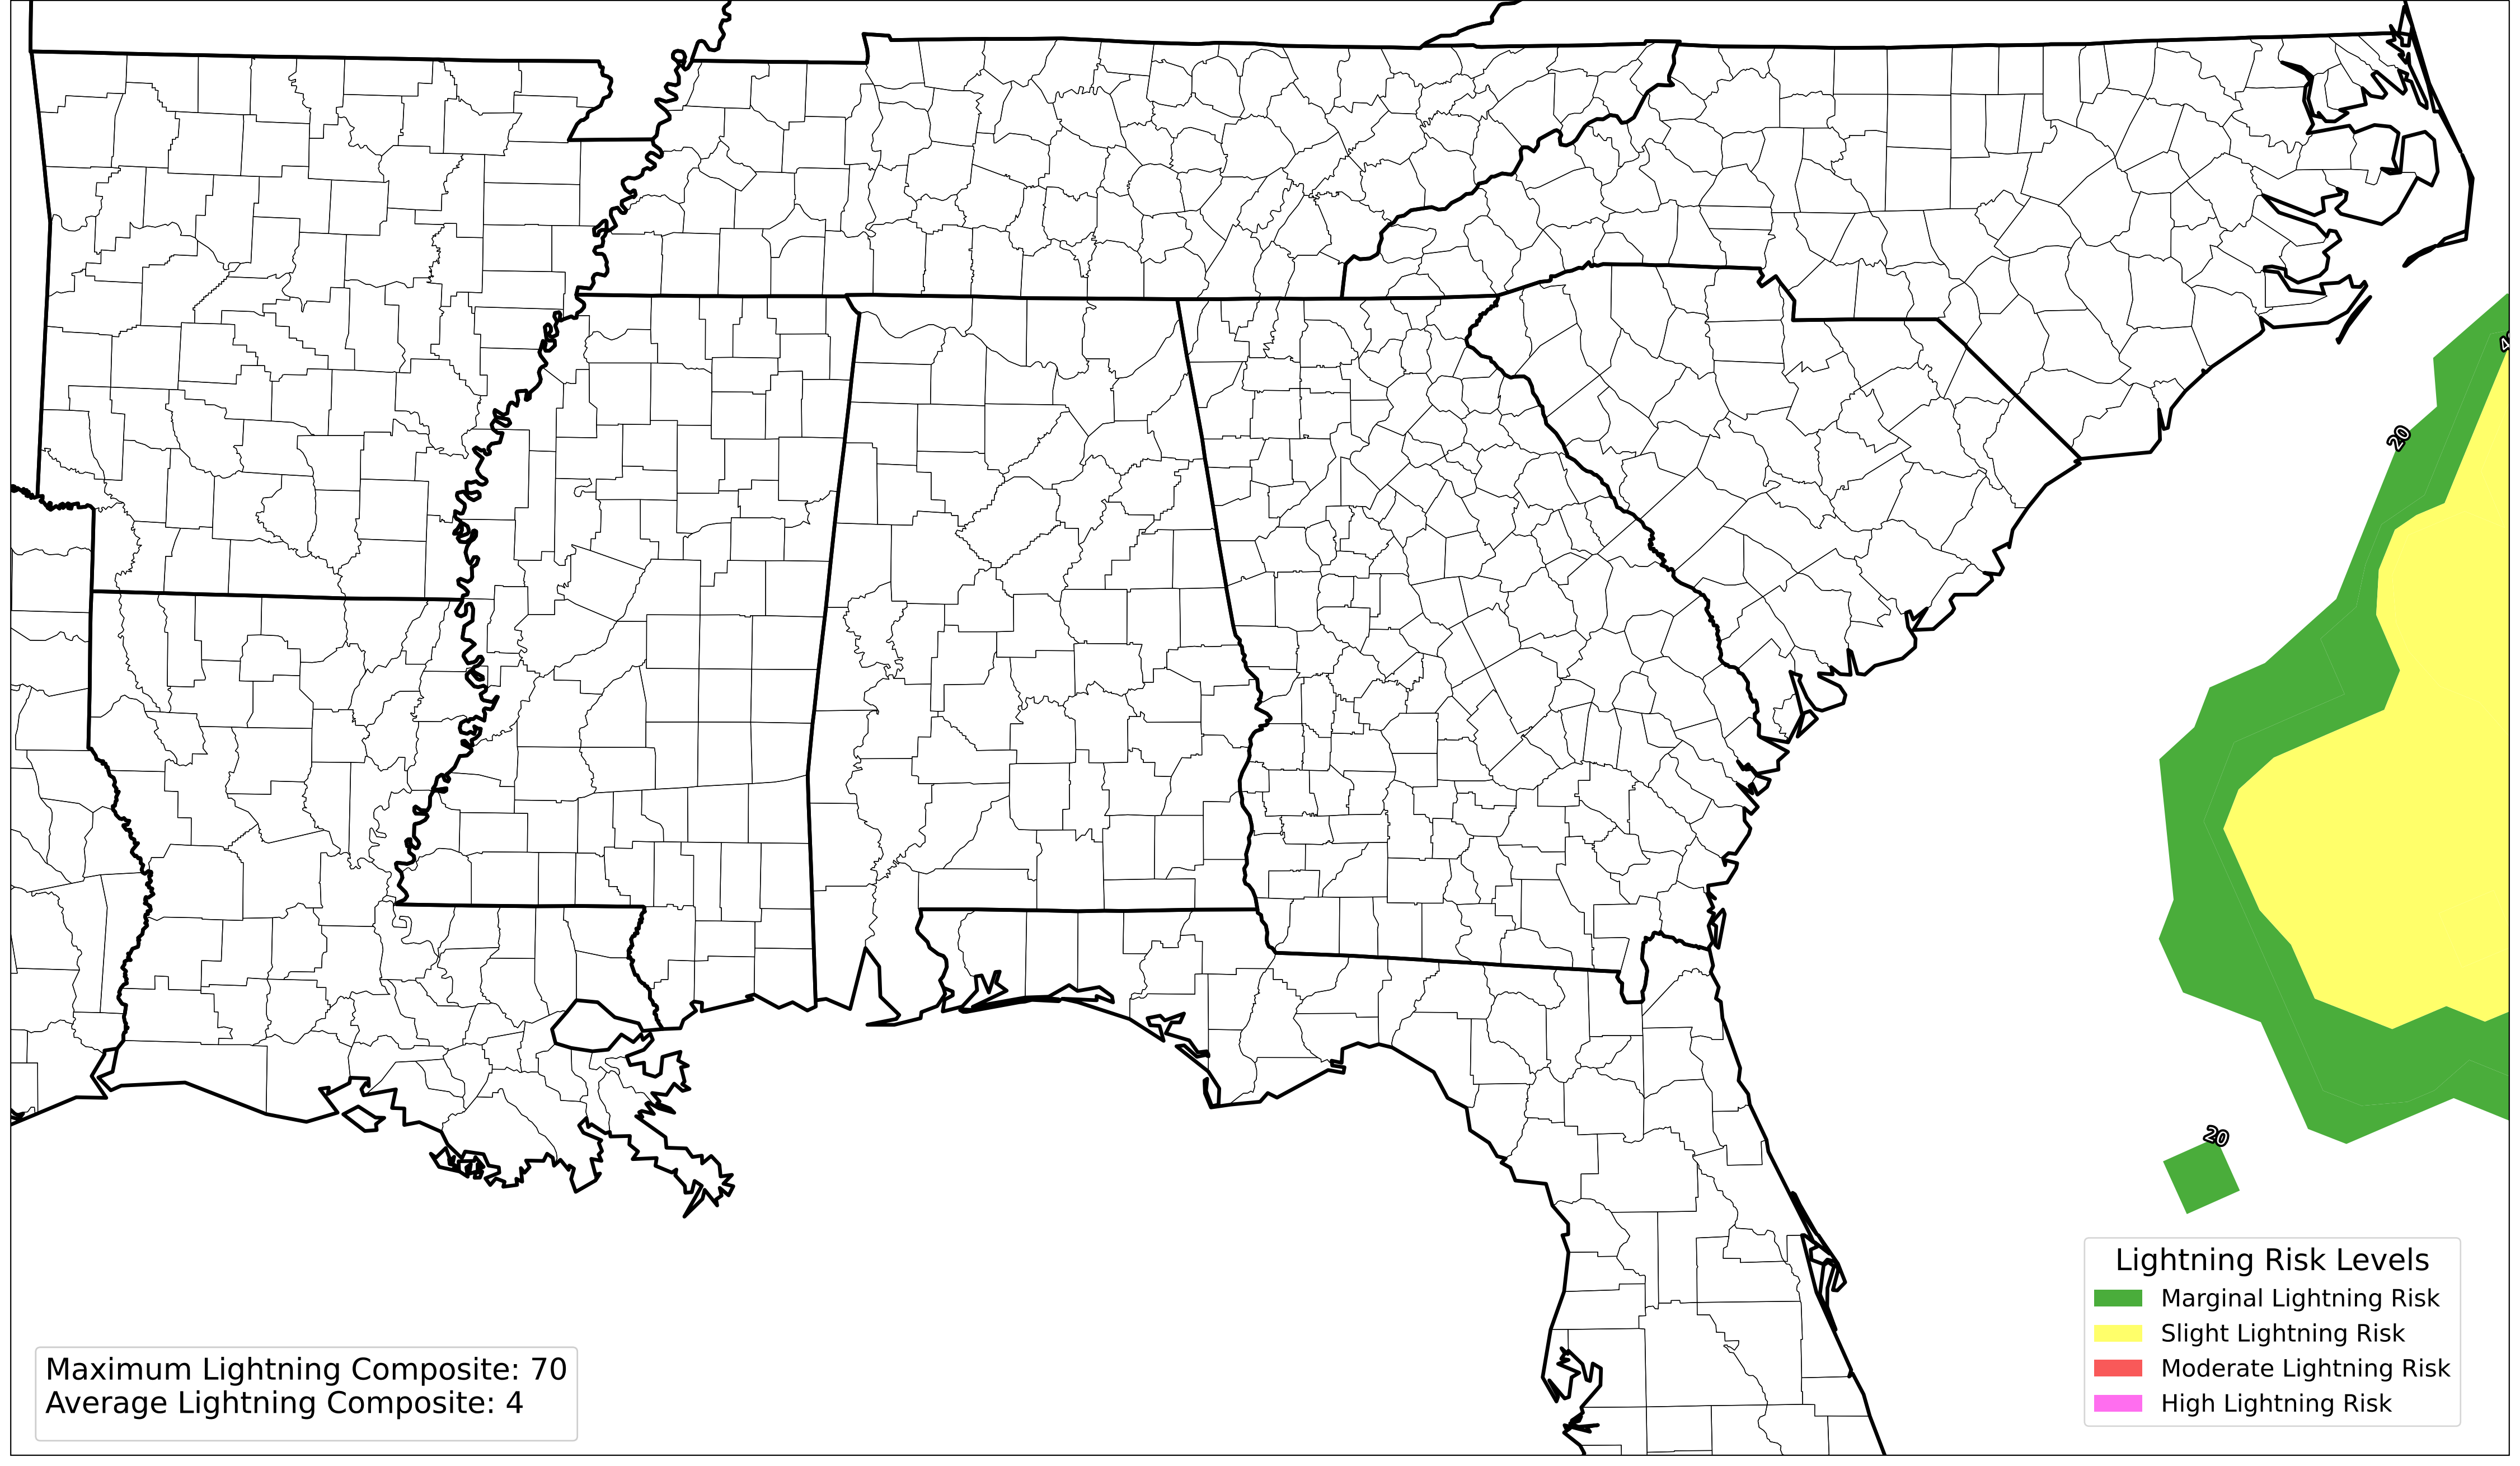 20
20
Lightning Risk Levels
Marginal Lightning Risk
Slight Lightning Risk
Moderate Lightning Risk
High Lightning Risk
Maximum Lightning Composite: 70
Average Lightning Composite: 4